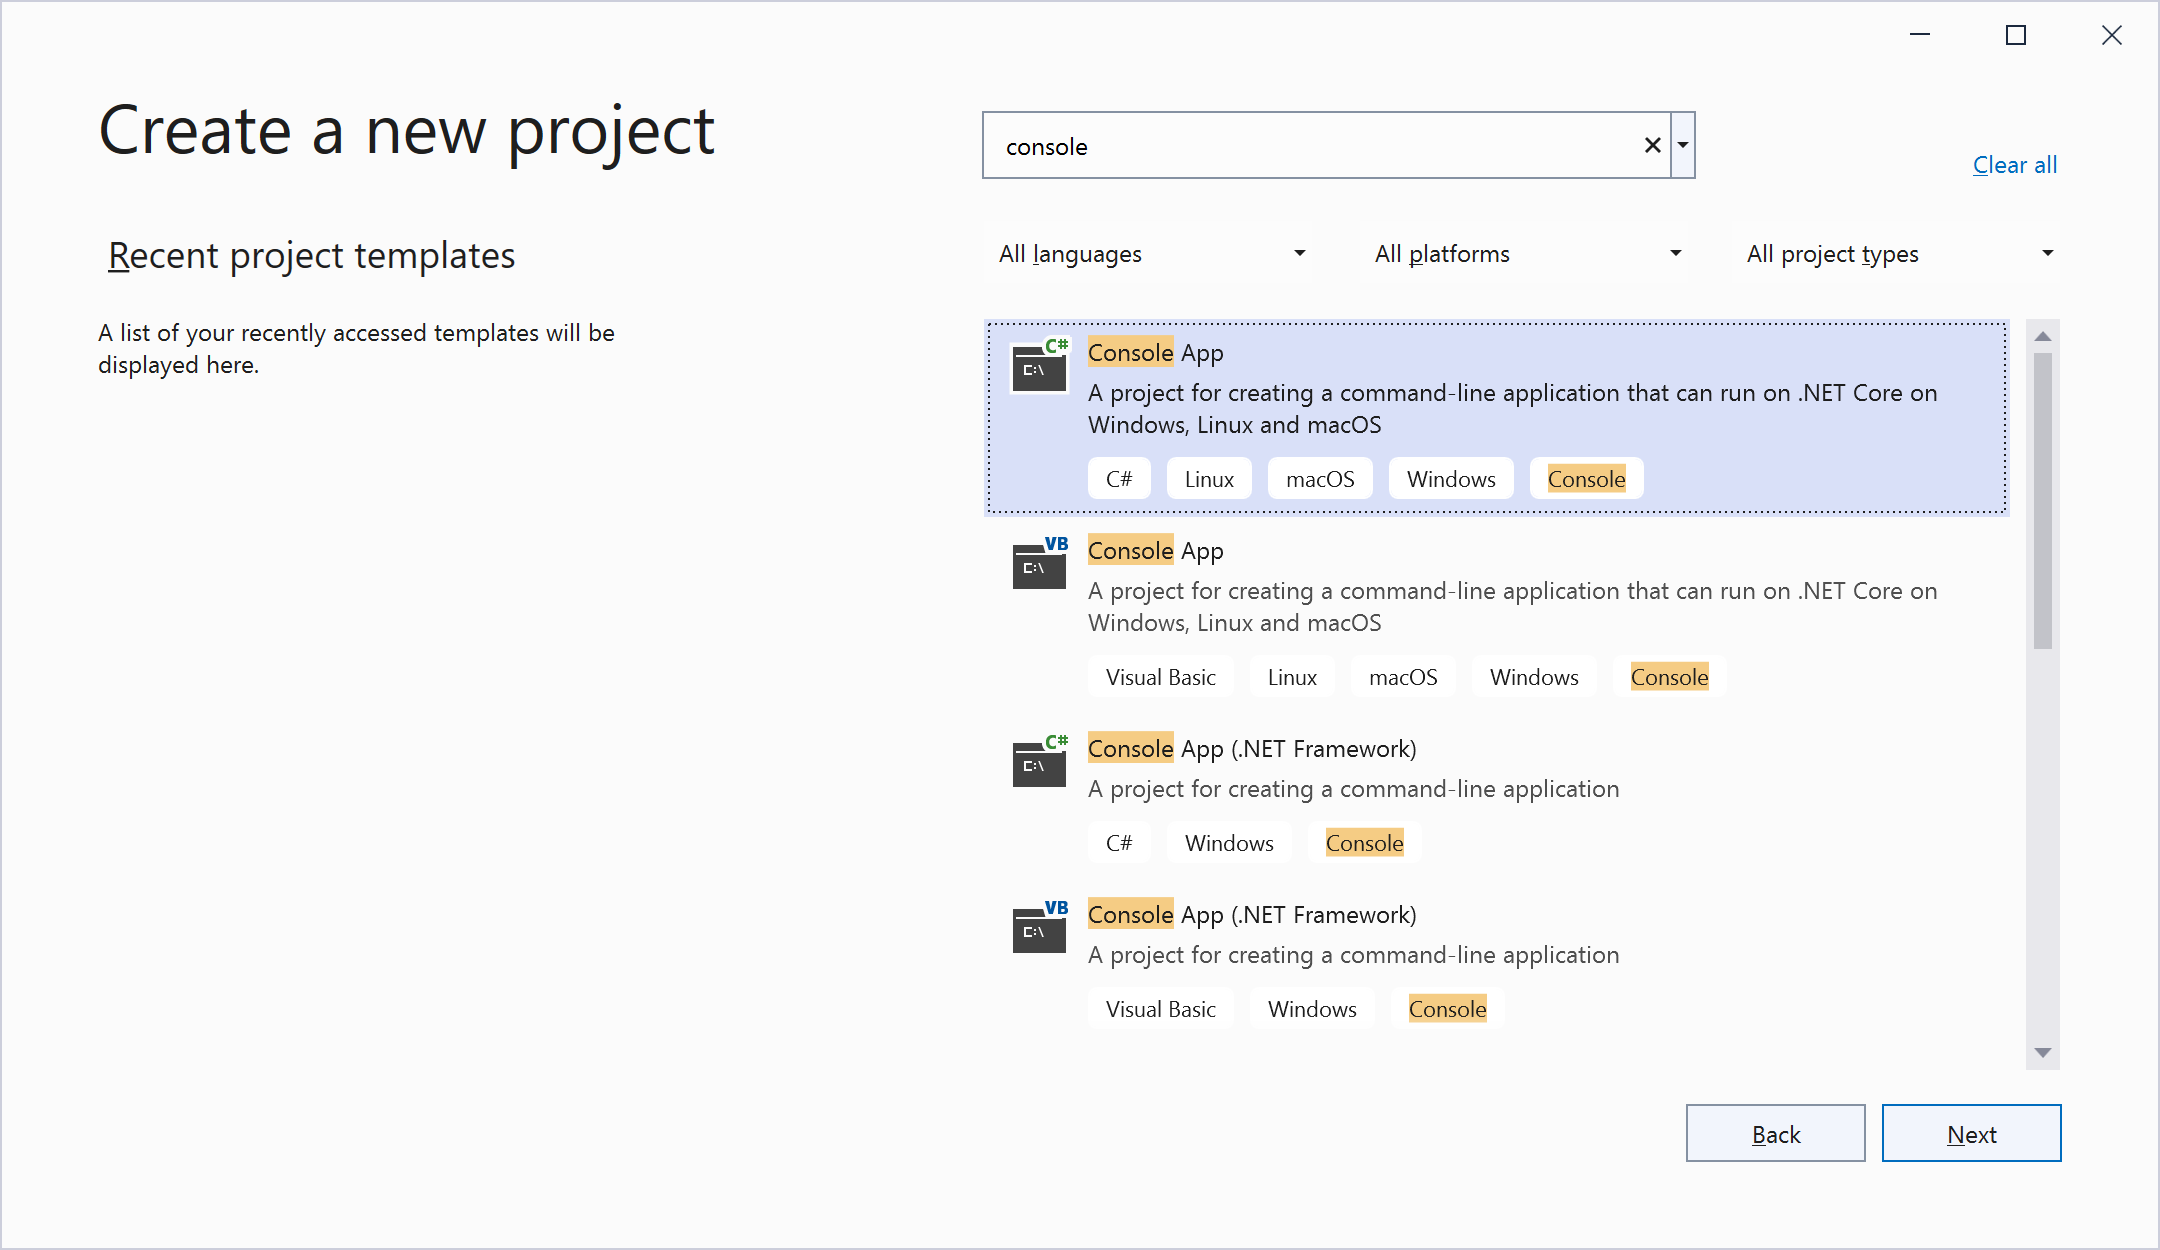 Create a new project
console
Clear all
Recent project templates
All languages
All platforms
All project types
A list of your recently accessed templates will be
displayed here.
C#
C:\
Console App
A project for creating a command-line application that can run on .NET Core on
Windows, Linux and macOS
C# Linux macOS Windows Console
VB
C:\
Console App
A project for creating a command-line application that can run on .NET Core on
Windows, Linux and macOS
Visual Basic Linux macOS Windows Console
C#
C:\
Console App (.NET Framework)
A project for creating a command-line application
C# Windows Console
VB
C:\
Console App (.NET Framework)
A project for creating a command-line application
Visual Basic Windows Console
Back
Next